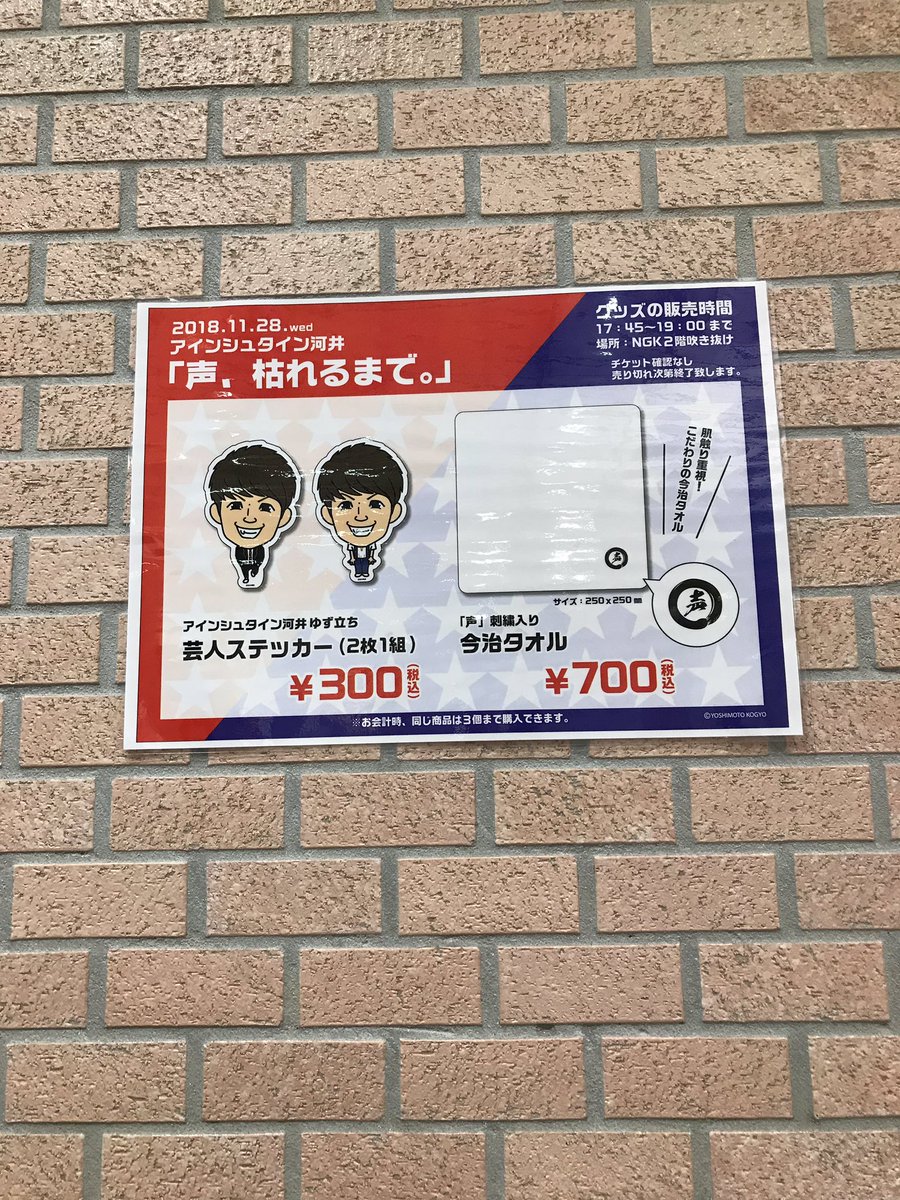 2018.11.28.wed
アインシュタイン河井
「声、枯れるまで。」
グッズの販売時間
17:45~19:00まで
場所:NGK2階吹き抜け
チケット確認なし
売り切れ次第終了致します。
肌触り重視!
こだわりの今治タオル
声
声
サイズ:250x250㎜
アインシュタイン河井 ゆず立ち
芸人ステッカー(2枚1組)
¥300(税込)
「声」刺繍入り
今治タオル
¥700(税込)
※お会計時、同じ商品は3個まで購入できます。
©YOSHIMOTO KOGYO